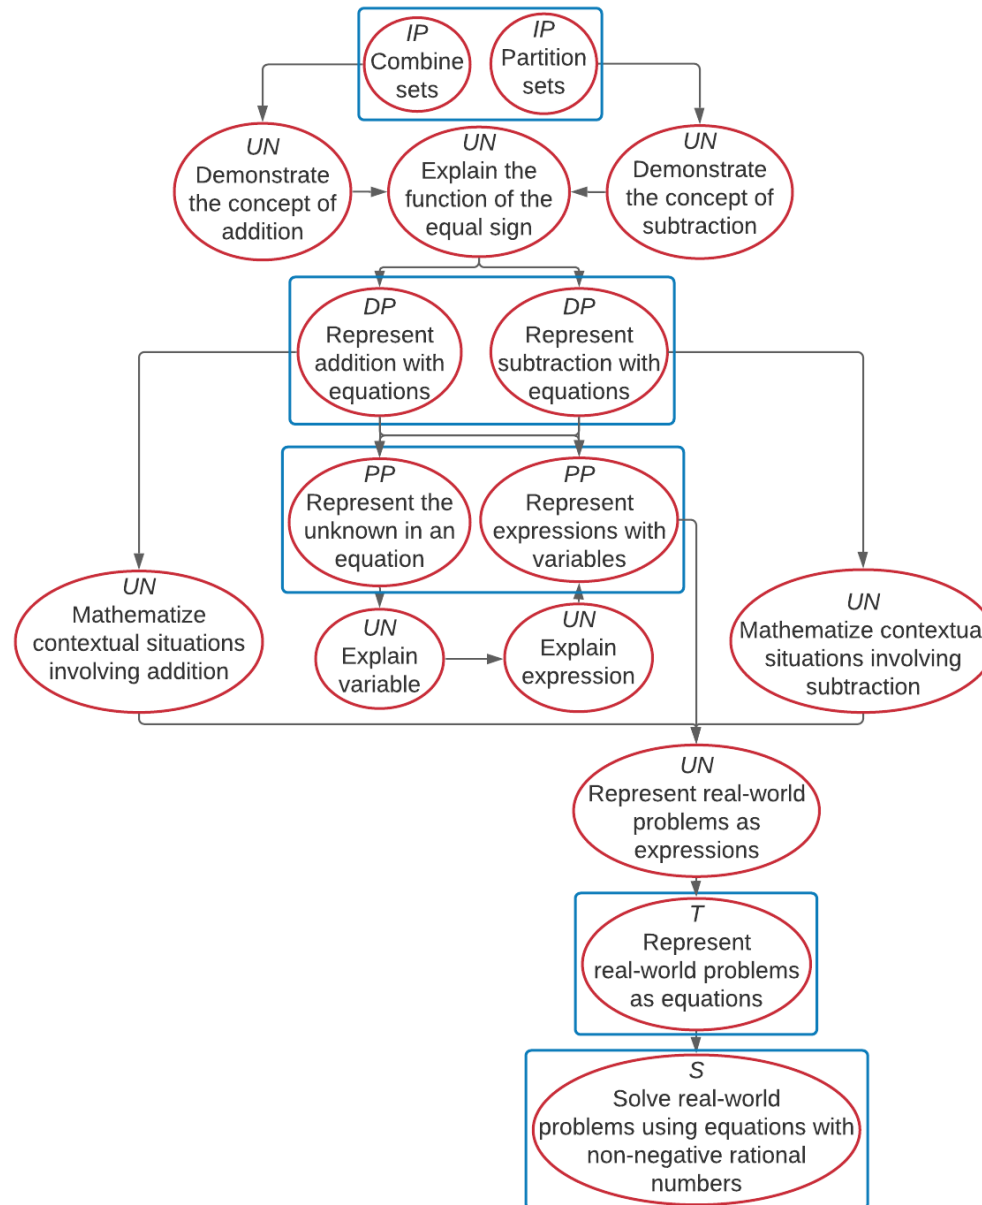 IP
Combine
sets
IP
Partition
sets
UN
Demonstrate
the concept of
addition
UN
Explain the
function of the
equal sign
UN
Demonstrate
the concept of
subtraction
DP
Represent
addition with
equations
DP
Represent
subtraction with
equations
PP
Represent the
unknown in an
equation
PP
Represent
expressions with
variables
UN
Mathematize
contextual situations
involving addition
UN
Explain
variable
UN
Explain
expression
UN
Mathematize contextua
situations involving
subtraction
UN
Represent real-world
problems as
expressions
T
Represent
real-world problems
as equations
S
Solve real-world
problems using equations with
non-negative rational
numbers